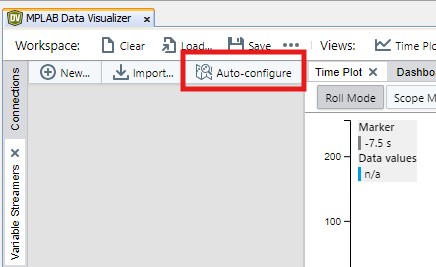 MPLAB Data Visualizer ×
Workspace: Clear Load... Save ••• Views: Time Plo
New... Import... Auto-configure
Connections
Variable Streamers ×
Time Plot × Dashbo
Roll Mode Scope M
Marker
-7.5 s
Data values
n/a
200
100